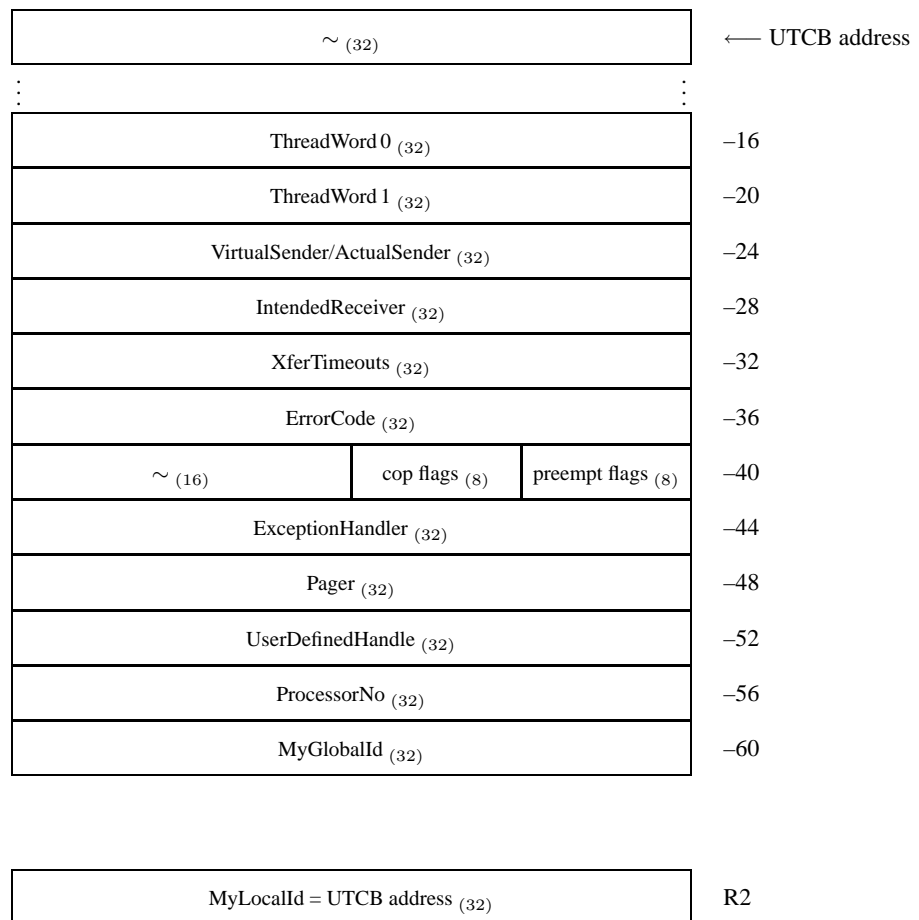 ~ (32) ⟵ UTCB address
⋮ ⋮
ThreadWord 0 (32) –16
ThreadWord 1 (32) –20
VirtualSender/ActualSender (32) –24
IntendedReceiver (32) –28
XferTimeouts (32) –32
ErrorCode (32) –36
~ (16) cop flags (8) preempt flags (8) –40
ExceptionHandler (32) –44
Pager (32) –48
UserDefinedHandle (32) –52
ProcessorNo (32) –56
MyGlobalId (32) –60
MyLocalId = UTCB address (32) R2